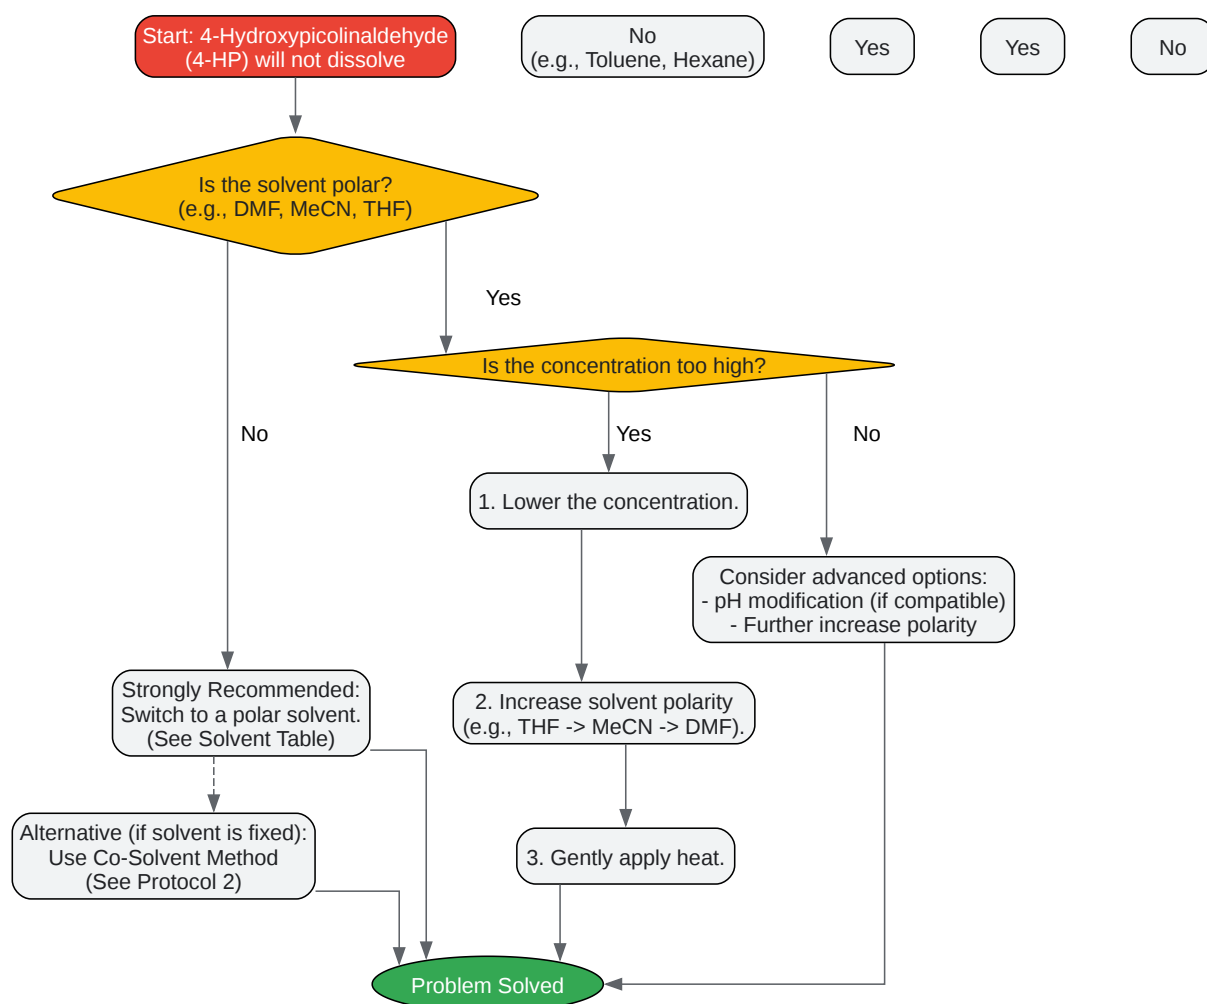 Start: 4-Hydroxypicolinaldehyde
(4-HP) will not dissolve
No
(e.g., Toluene, Hexane)
Yes
Yes
No
Is the solvent polar?
(e.g., DMF, MeCN, THF)
Yes
Is the concentration too high?
No
Yes
No
1. Lower the concentration.
Consider advanced options:
- pH modification (if compatible)
- Further increase polarity
Strongly Recommended:
Switch to a polar solvent.
(See Solvent Table)
2. Increase solvent polarity
(e.g., THF -> MeCN -> DMF).
Alternative (if solvent is fixed):
Use Co-Solvent Method
(See Protocol 2)
3. Gently apply heat.
Problem Solved